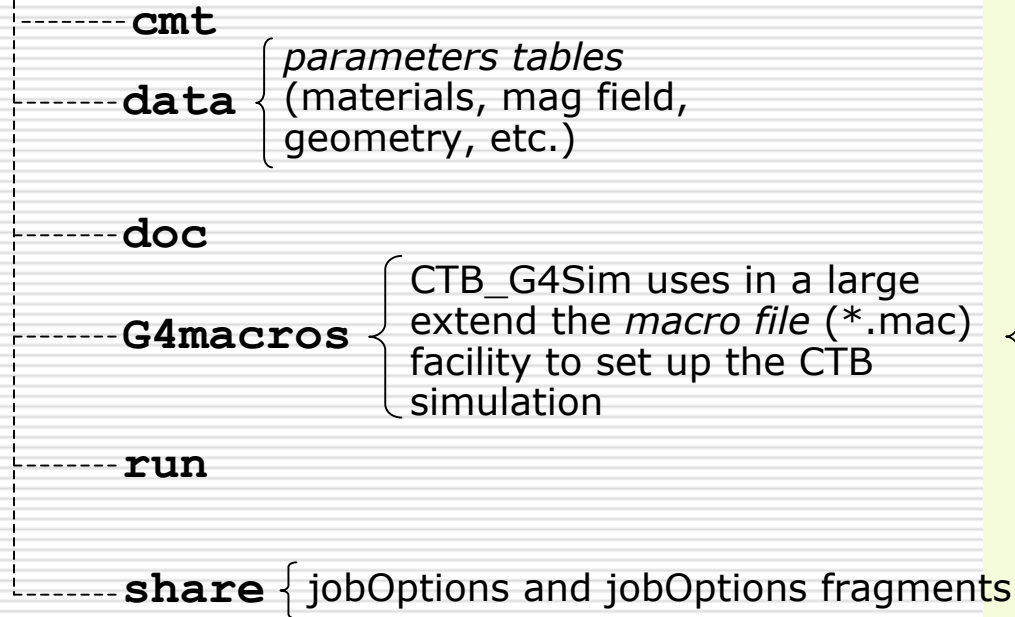 cmt
data
parameters tables
(materials, mag field,
geometry, etc.)
doc
G4macros
CTB_G4Sim uses in a large
extend the macro file (*.mac)
facility to set up the CTB
simulation
run
share
jobOptions and jobOptions fragments